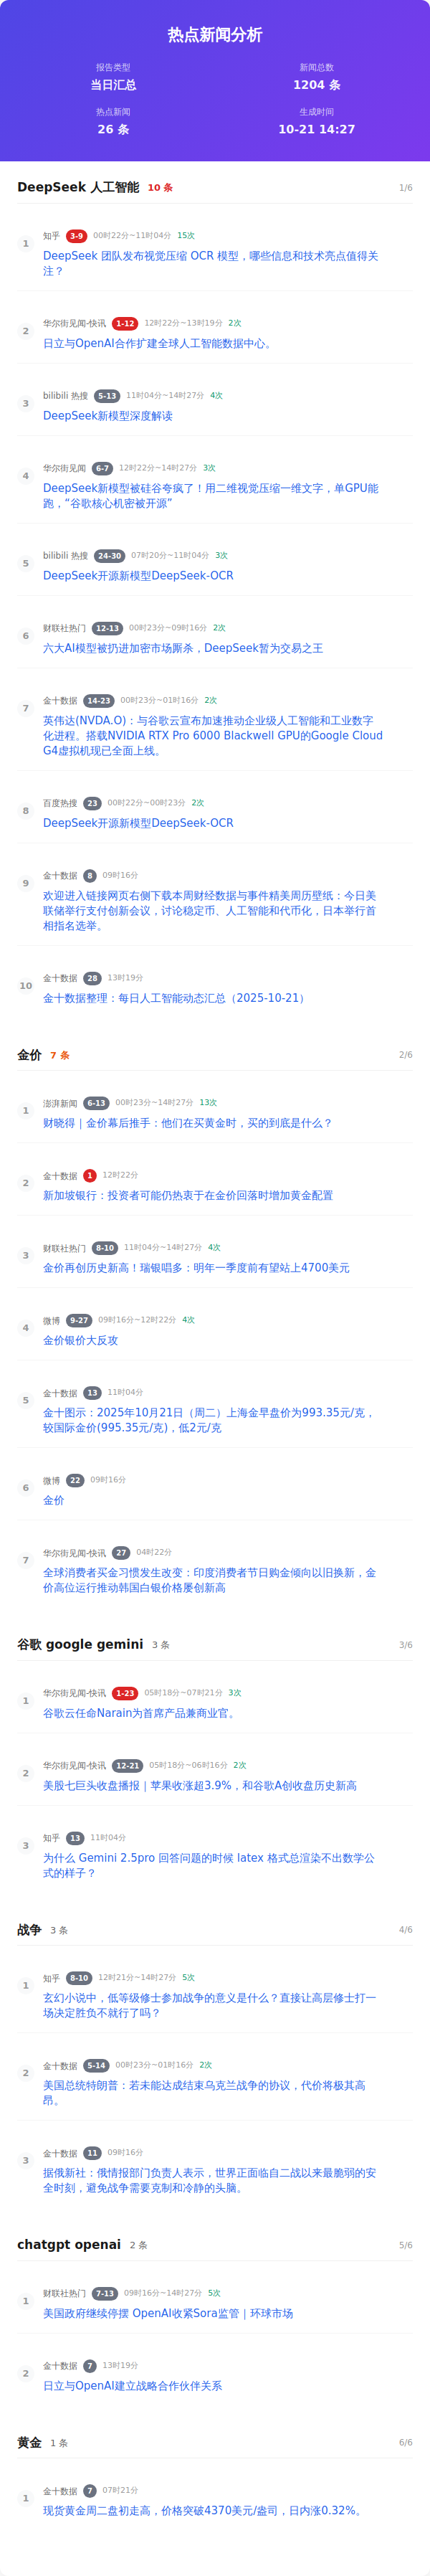 热点新闻分析
报告类型
当日汇总
新闻总数
1204 条
热点新闻
26 条
生成时间
10-21 14:27
DeepSeek 人工智能 10 条 1/6
1 知乎 3-9 00时22分~11时04分 15次
DeepSeek 团队发布视觉压缩 OCR 模型，哪些信息和技术亮点值得关
注？
2 华尔街见闻-快讯 1-12 12时22分~13时19分 2次
日立与OpenAI合作扩建全球人工智能数据中心。
3 bilibili 热搜 5-13 11时04分~14时27分 4次
DeepSeek新模型深度解读
4 华尔街见闻 6-7 12时22分~14时27分 3次
DeepSeek新模型被硅谷夸疯了！用二维视觉压缩一维文字，单GPU能
跑，“谷歌核心机密被开源”
5 bilibili 热搜 24-30 07时20分~11时04分 3次
DeepSeek开源新模型DeepSeek-OCR
6 财联社热门 12-13 00时23分~09时16分 2次
六大AI模型被扔进加密市场厮杀，DeepSeek暂为交易之王
7 金十数据 14-23 00时23分~01时16分 2次
英伟达(NVDA.O)：与谷歌云宣布加速推动企业级人工智能和工业数字
化进程。搭载NVIDIA RTX Pro 6000 Blackwell GPU的Google Cloud
G4虚拟机现已全面上线。
8 百度热搜 23 00时22分~00时23分 2次
DeepSeek开源新模型DeepSeek-OCR
9 金十数据 8 09时16分
欢迎进入链接网页右侧下载本周财经数据与事件精美周历壁纸：今日美
联储举行支付创新会议，讨论稳定币、人工智能和代币化，日本举行首
相指名选举。
10 金十数据 28 13时19分
金十数据整理：每日人工智能动态汇总（2025-10-21）
金价 7 条 2/6
1 澎湃新闻 6-13 00时23分~14时27分 13次
财晓得｜金价幕后推手：他们在买黄金时，买的到底是什么？
2 金十数据 1 12时22分
新加坡银行：投资者可能仍热衷于在金价回落时增加黄金配置
3 财联社热门 8-10 11时04分~14时27分 4次
金价再创历史新高！瑞银唱多：明年一季度前有望站上4700美元
4 微博 9-27 09时16分~12时22分 4次
金价银价大反攻
5 金十数据 13 11时04分
金十图示：2025年10月21日（周二）上海金早盘价为993.35元/克，
较国际金价(995.35元/克)，低2元/克
6 微博 22 09时16分
金价
7 华尔街见闻-快讯 27 04时22分
全球消费者买金习惯发生改变：印度消费者节日购金倾向以旧换新，金
价高位运行推动韩国白银价格屡创新高
谷歌 google gemini 3 条 3/6
1 华尔街见闻-快讯 1-23 05时18分~07时21分 3次
谷歌云任命Narain为首席产品兼商业官。
2 华尔街见闻-快讯 12-21 05时18分~06时16分 2次
美股七巨头收盘播报｜苹果收涨超3.9%，和谷歌A创收盘历史新高
3 知乎 13 11时04分
为什么 Gemini 2.5pro 回答问题的时候 latex 格式总渲染不出数学公
式的样子？
战争 3 条 4/6
1 知乎 8-10 12时21分~14时27分 5次
玄幻小说中，低等级修士参加战争的意义是什么？直接让高层修士打一
场决定胜负不就行了吗？
2 金十数据 5-14 00时23分~01时16分 2次
美国总统特朗普：若未能达成结束乌克兰战争的协议，代价将极其高
昂。
3 金十数据 11 09时16分
据俄新社：俄情报部门负责人表示，世界正面临自二战以来最脆弱的安
全时刻，避免战争需要克制和冷静的头脑。
chatgpt openai 2 条 5/6
1 财联社热门 7-13 09时16分~14时27分 5次
美国政府继续停摆 OpenAI收紧Sora监管｜环球市场
2 金十数据 7 13时19分
日立与OpenAI建立战略合作伙伴关系
黄金 1 条 6/6
1 金十数据 7 07时21分
现货黄金周二盘初走高，价格突破4370美元/盎司，日内涨0.32%。